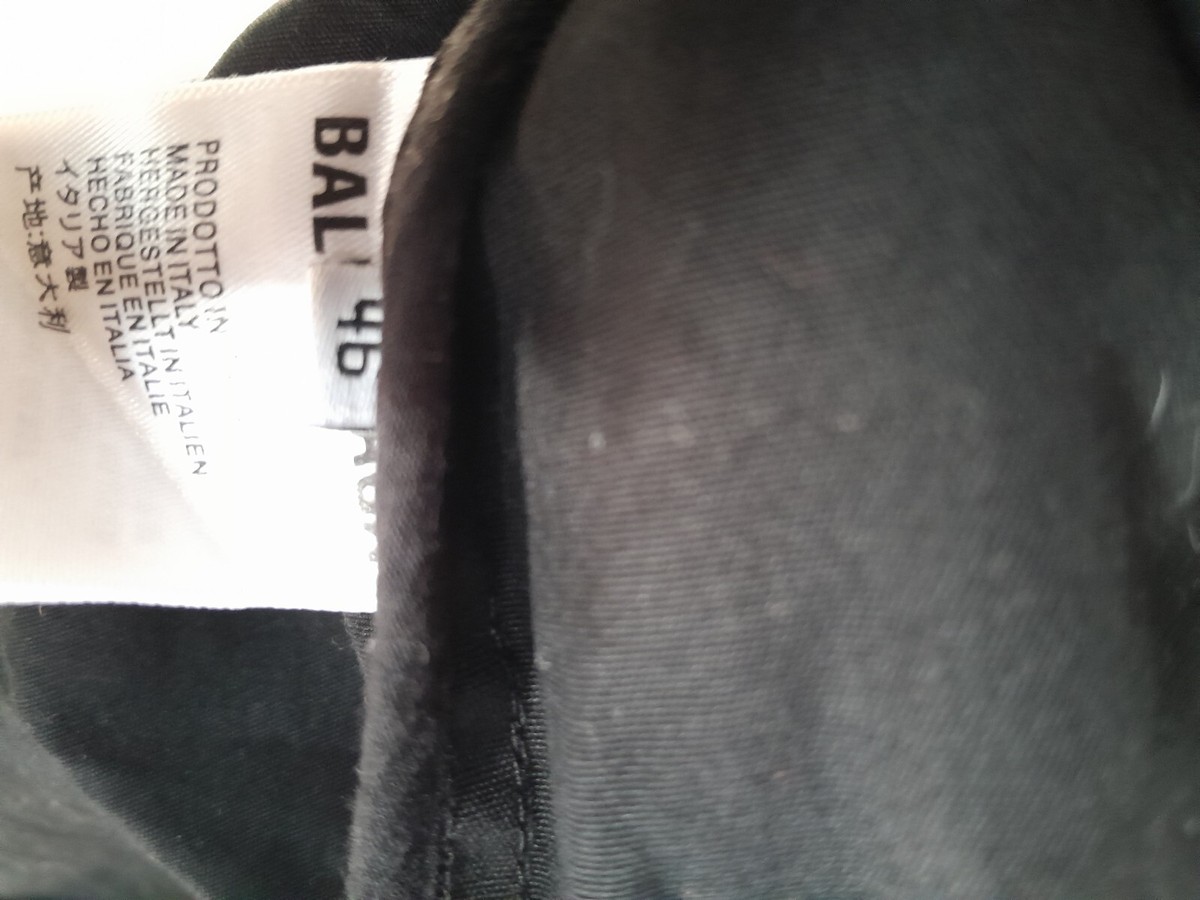 BAL
46
PRODOTTO IN
MADE IN ITALY
HERGESTELLT IN ITALIEN
FABRIQUE EN ITALIE
HECHO EN ITALIA
イタリア製
产地:意大利